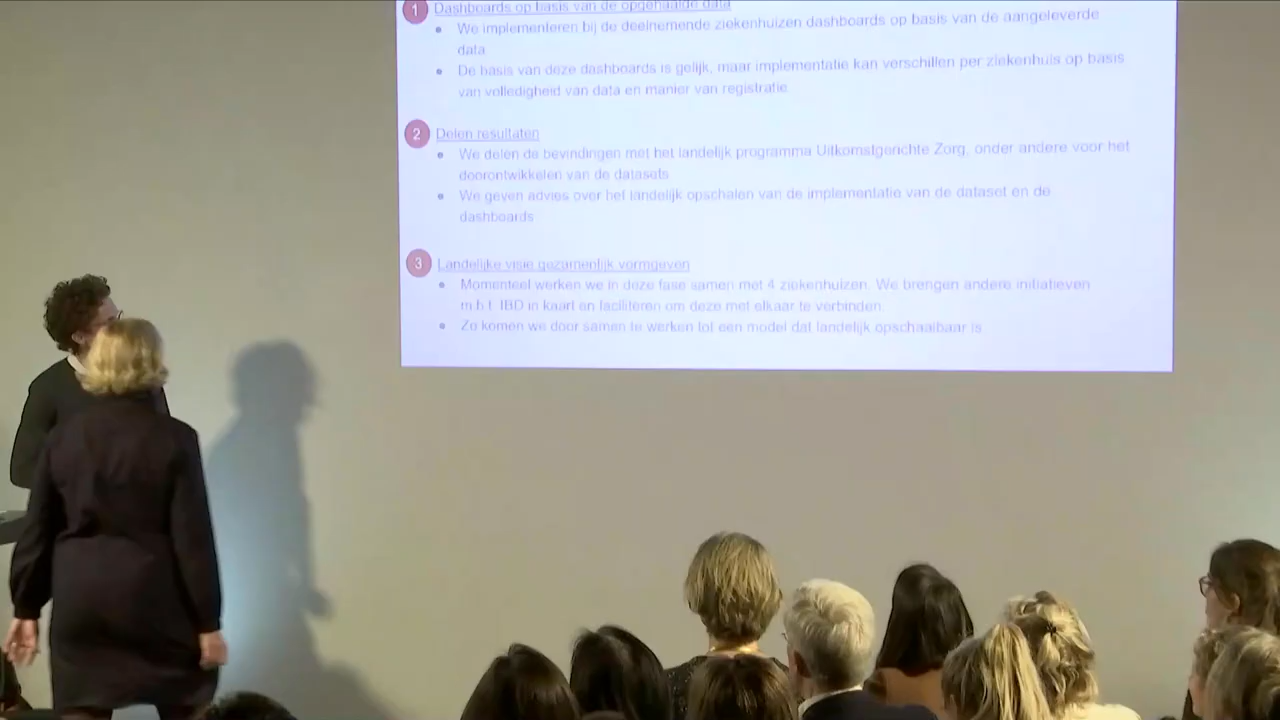 1 Dashboards op basis van de opgehaalde data
• We implementeren bij de deelnemende ziekenhuizen dashboards op basis van de aangeleverde
data
• De basis van deze dashboards is gelijk, maar implementatie kan verschillen per ziekenhuis op basis
van volledigheid van data en manier van registratie
2 Delen resultaten
• We delen de bevindingen met het landelijk programma Uitkomstgerichte Zorg, onder andere voor het
doorontwikkelen van de datasets
• We geven advies over het landelijk opschalen van de implementatie van de dataset en de
dashboards
3 Landelijke visie gezamenlijk vormgeven
• Momenteel werken we in deze fase samen met 4 ziekenhuizen. We brengen andere initiatieven
m.b.t. IBD in kaart en faciliteren om deze met elkaar te verbinden.
• Zo komen we door samen te werken tot een model dat landelijk opschaalbaar is